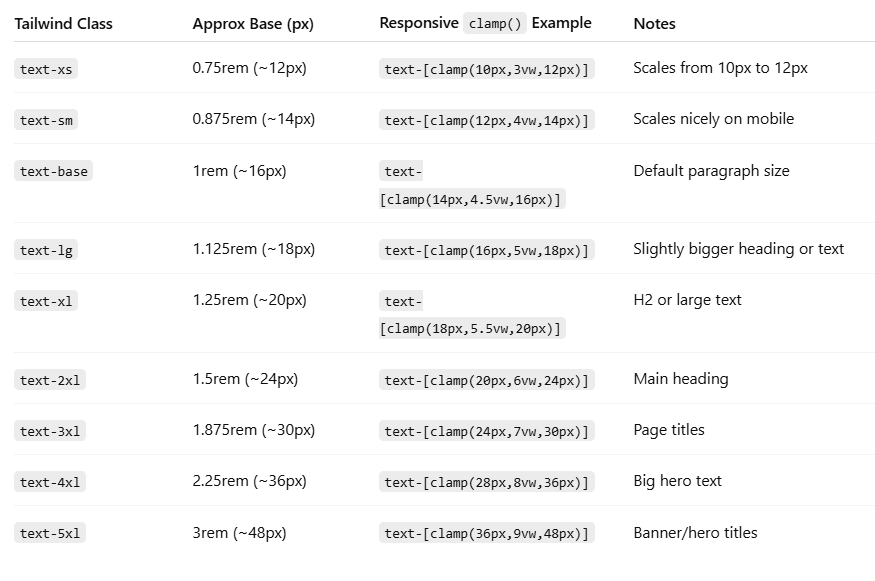 Tailwind Class Approx Base (px) Responsive clamp() Example Notes
text-xs 0.75rem (~12px) text-[clamp(10px,3vw,12px)] Scales from 10px to 12px
text-sm 0.875rem (~14px) text-[clamp(12px,4vw,14px)] Scales nicely on mobile
text-base 1rem (~16px) text- Default paragraph size
[clamp(14px,4.5vw,16px)]
text-lg 1.125rem (~18px) text-[clamp(16px,5vw,18px)] Slightly bigger heading or text
text-xl 1.25rem (~20px) text- H2 or large text
[clamp(18px,5.5vw,20px)]
text-2xl 1.5rem (~24px) text-[clamp(20px,6vw,24px)] Main heading
text-3xl 1.875rem (~30px) text-[clamp(24px,7vw,30px)] Page titles
text-4xl 2.25rem (~36px) text-[clamp(28px,8vw,36px)] Big hero text
text-5xl 3rem (~48px) text-[clamp(36px,9vw,48px)] Banner/hero titles